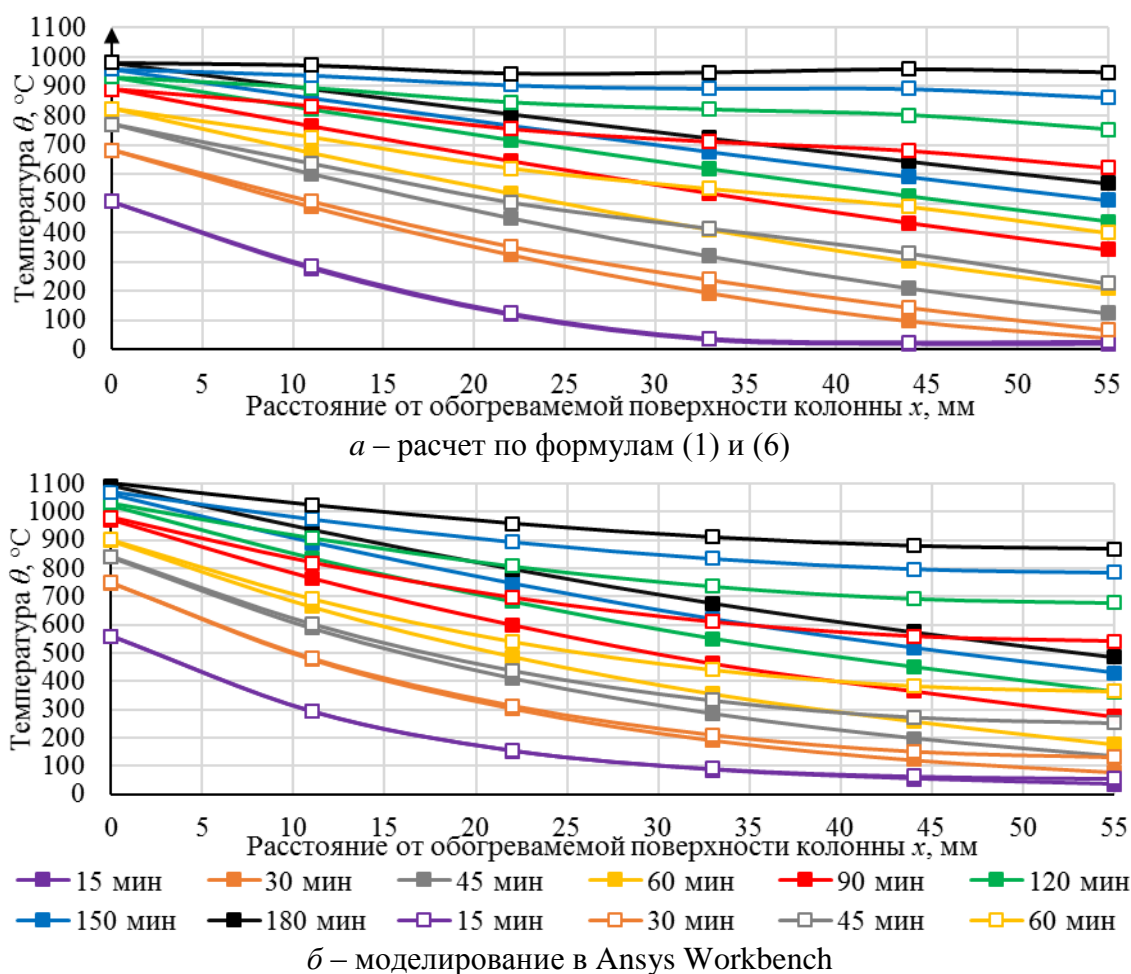 1100
1000
900
800
700
600
500
400
300
200
100
0
Температура θ, °С
0 5 10 15 20 25 30 35 40 45 50 55
Расстояние от обогревамемой поверхности колонны x, мм
а – расчет по формулам (1) и (6)
1100
1000
900
800
700
600
500
400
300
200
100
0
Температура θ, °С
0 5 10 15 20 25 30 35 40 45 50 55
Расстояние от обогревамемой поверхности колонны x, мм
15 мин 30 мин 45 мин 60 мин 90 мин 120 мин
150 мин 180 мин 15 мин 30 мин 45 мин 60 мин
б – моделирование в Ansys Workbench